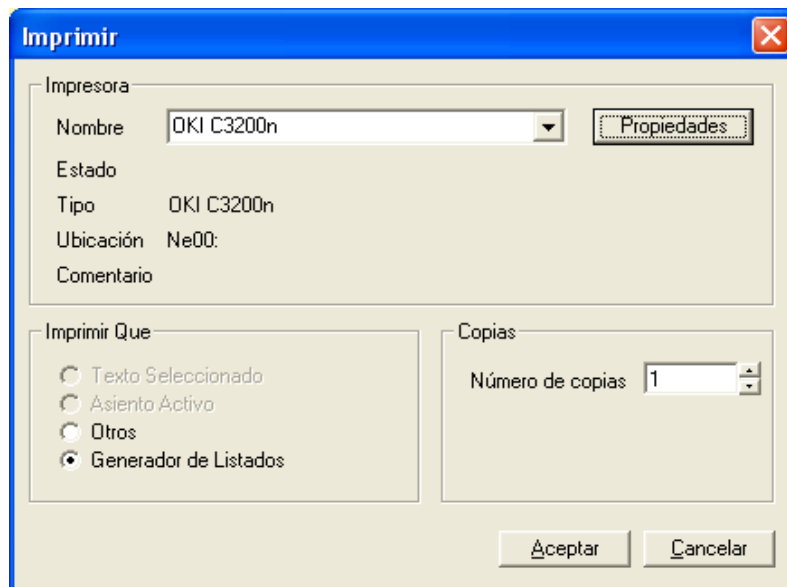 Imprimir
Impresora
Nombre OKI C3200n Propiedades
Estado
Tipo OKI C3200n
Ubicación Ne00:
Comentario
Imprimir Que
Texto Seleccionado
Asiento Activo
Otros
Generador de Listados
Copias
Número de copias 1
Aceptar Cancelar